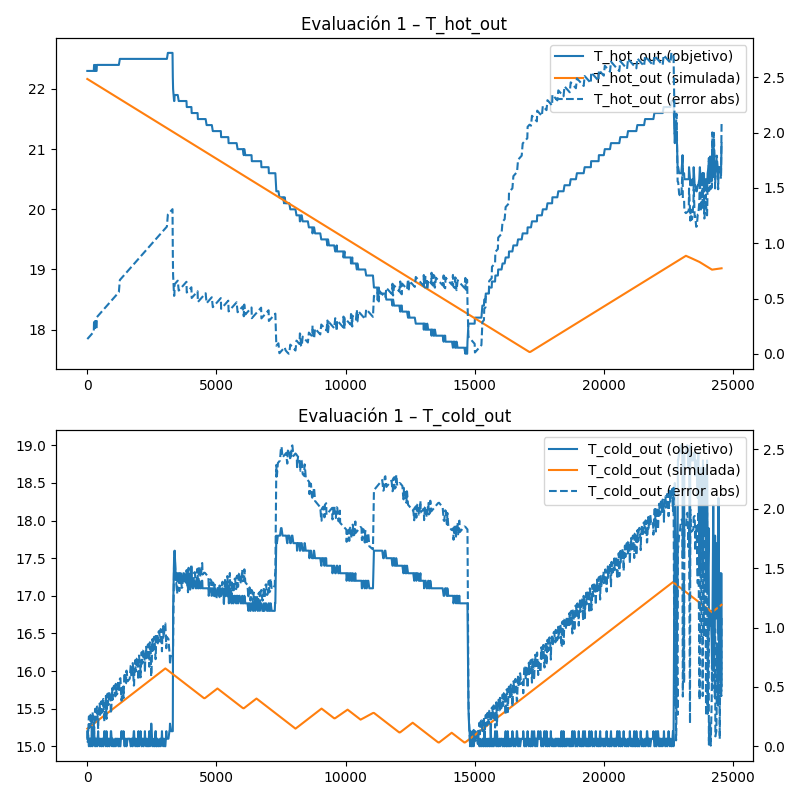 Evaluación 1 – T_hot_out
T_hot_out (objetivo)
T_hot_out (simulada)
T_hot_out (error abs)
22
21
20
19
18
2.5
2.0
1.5
1.0
0.5
0.0
0 5000 10000 15000 20000 25000
Evaluación 1 – T_cold_out
T_cold_out (objetivo)
T_cold_out (simulada)
T_cold_out (error abs)
19.0
18.5
18.0
17.5
17.0
16.5
16.0
15.5
15.0
2.5
2.0
1.5
1.0
0.5
0.0
0 5000 10000 15000 20000 25000